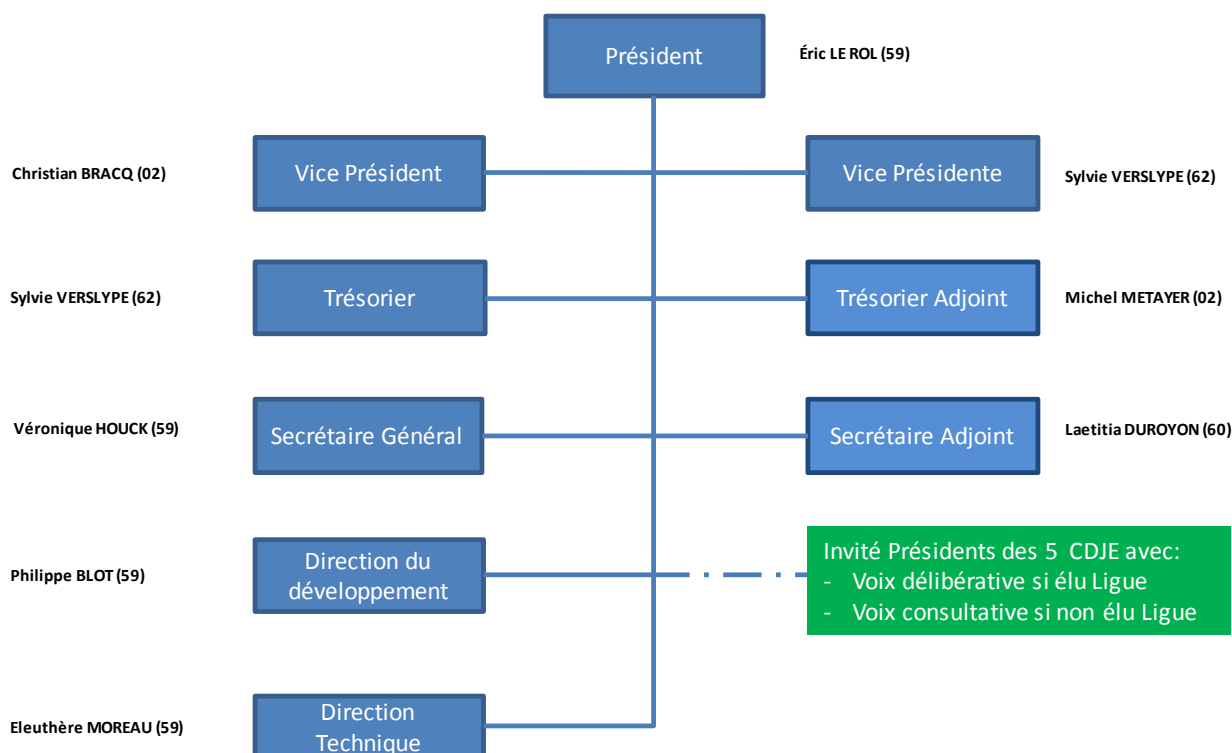 Président
Éric LE ROL (59)
Christian BRACQ (02)
Vice Président
Vice Présidente
Sylvie VERSLYPE (62)
Sylvie VERSLYPE (62)
Trésorier
Trésorier Adjoint
Michel METAYER (02)
Véronique HOUCK (59)
Secrétaire Général
Secrétaire Adjoint
Laetitia DUROYON (60)
Philippe BLOT (59)
Direction du
développement
Invité Présidents des 5 CDJE avec:
- Voix délibérative si élu Ligue
- Voix consultative si non élu Ligue
Eleuthère MOREAU (59)
Direction
Technique